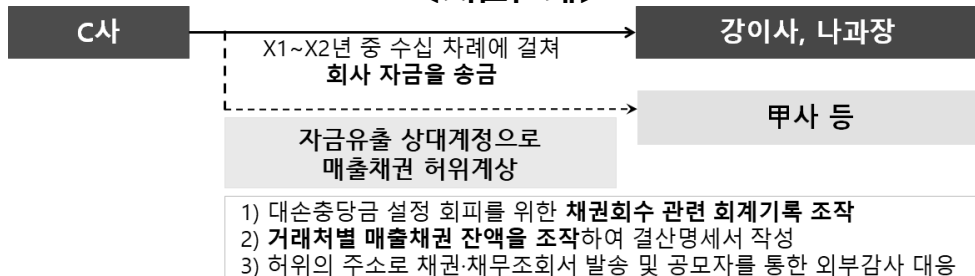 C사
강이사, 나과장
X1~X2년 중 수십 차례에 걸쳐
회사 자금을 송금
甲사 등
자금유출 상대계정으로
매출채권 허위계상
1) 대손충당금 설정 회피를 위한 채권회수 관련 회계기록 조작
2) 거래처별 매출채권 잔액을 조작하여 결산명세서 작성
3) 허위의 주소로 채권·채무조회서 발송 및 공모자를 통한 외부감사 대응